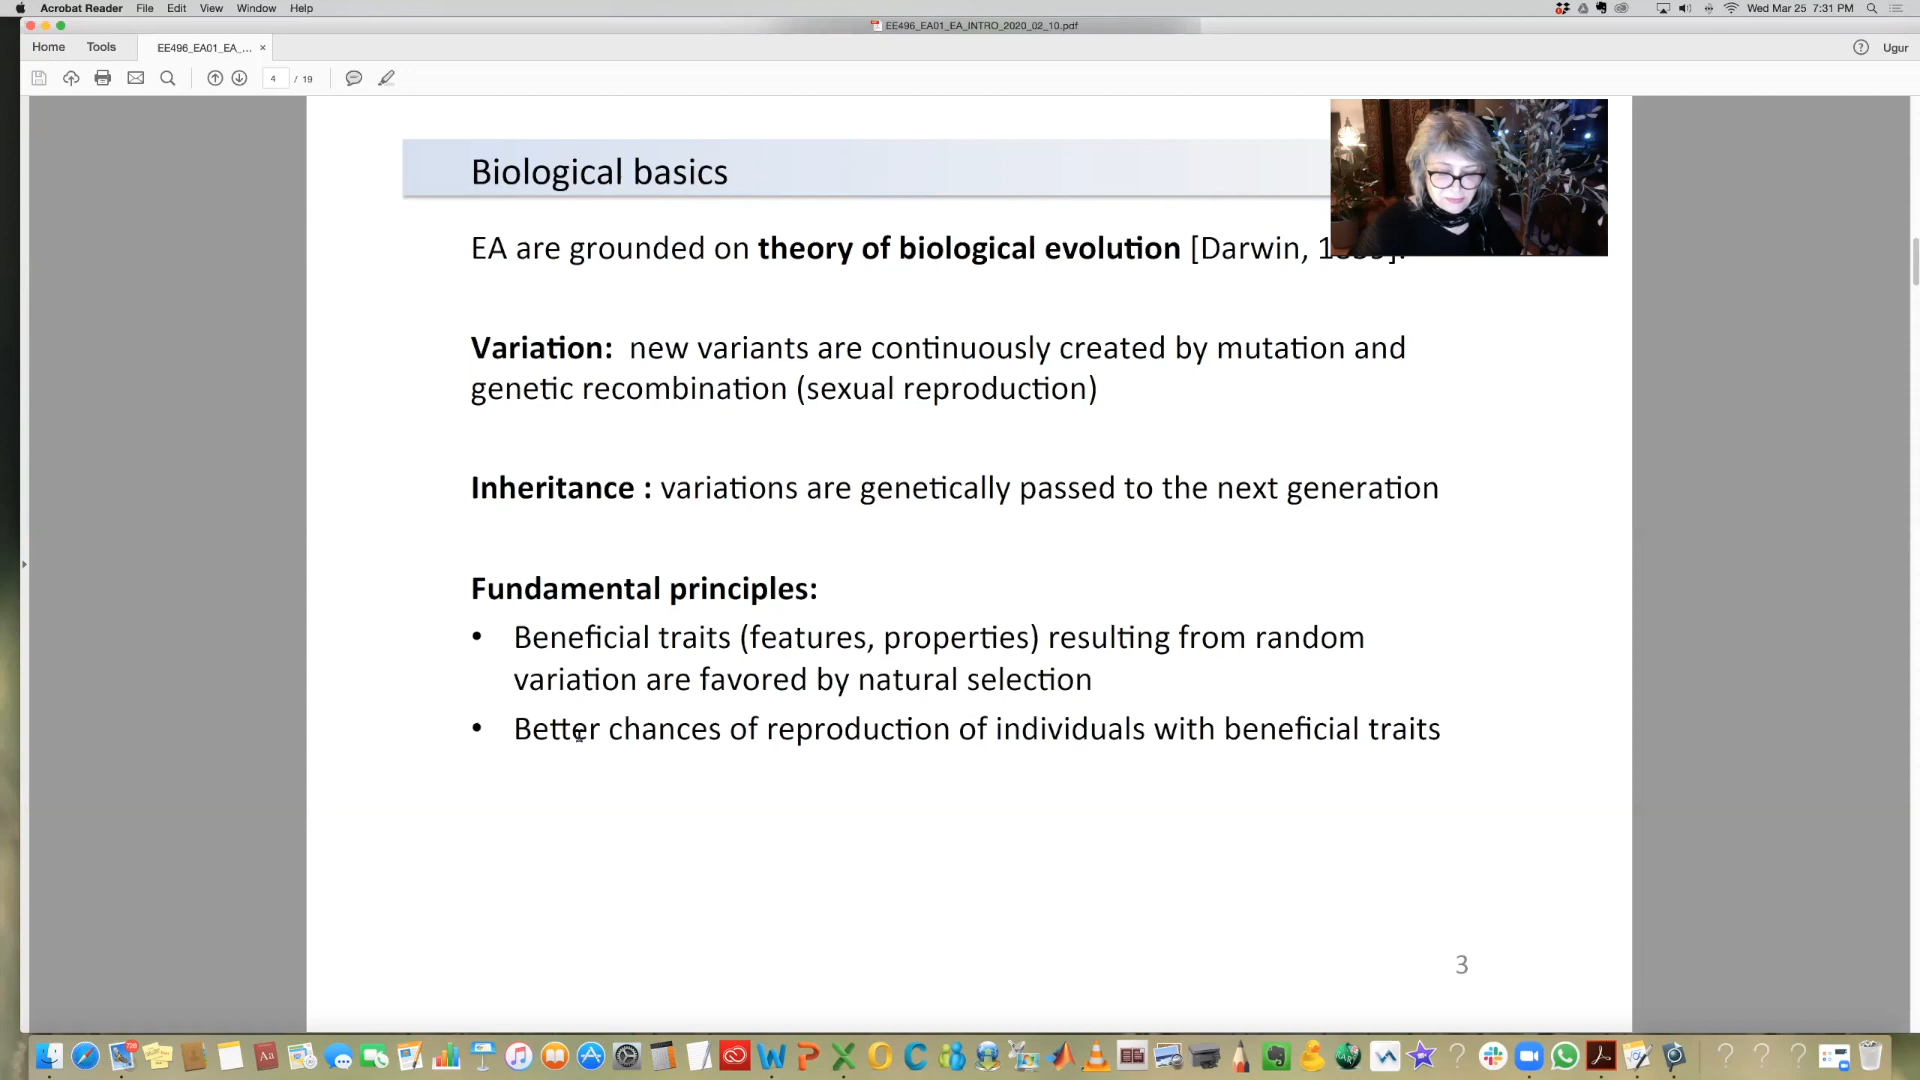 Acrobat Reader File Edit View Window Help Wed Mar 25 7:31 PM
EE496_EA01_EA_INTRO_2020_02_10.pdf
Home Tools EE496_EA01_EA_... × Ugur
4 / 19
Biological basics
EA are grounded on theory of biological evolution [Darwin,
Variation: new variants are continuously created by mutation and
genetic recombination (sexual reproduction)
Inheritance : variations are genetically passed to the next generation
Fundamental principles:
• Beneficial traits (features, properties) resulting from random
variation are favored by natural selection
• Better chances of reproduction of individuals with beneficial traits
3